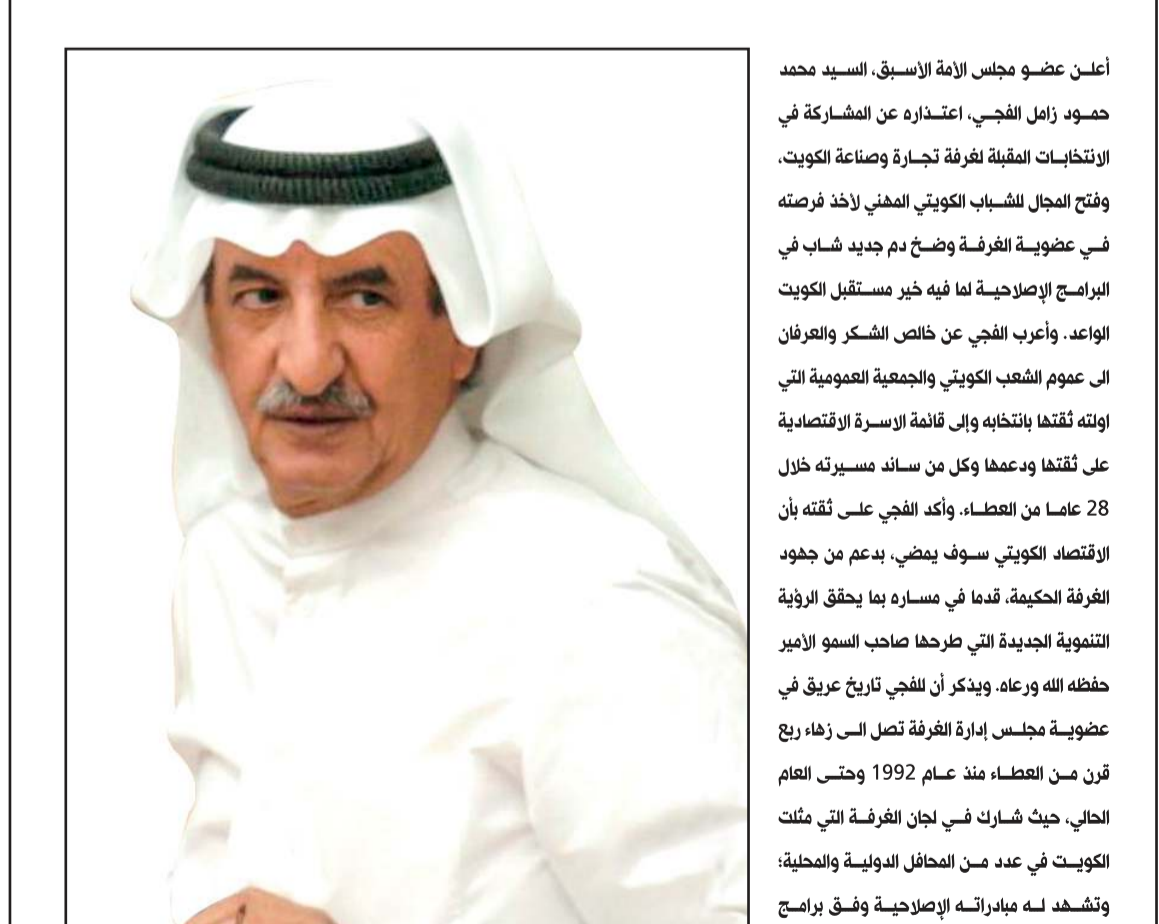 أعلن عضو مجلس الأمة الأسبق، السيد محمد
حمود زامل الفجي، اعتذاره عن المشاركة في
الانتخابات المقبلة لغرفة تجارة وصناعة الكويت،
وفتح المجال للشباب الكويتي المهني لأخذ فرصته
في عضوية الغرفة وضخ دم جديد شاب في
البرامج الإصلاحية لما فيه خير مستقبل الكويت
الواعد. وأعرب الفجي عن خالص الشكر والعرفان
الى عموم الشعب الكويتي والجمعية العمومية التي
اولته ثقتها بانتخابه وإلى قائمة الاسرة الاقتصادية
على ثقتها ودعمها وكل من ساند مسيرته خلال
28 عاما من العطاء. وأكد الفجي على ثقته بأن
الاقتصاد الكويتي سوف يمضي، بدعم من جهود
الغرفة الحكيمة، قدما في مساره بما يحقق الرؤية
التنموية الجديدة التي طرحها صاحب السمو الأمير
حفظه الله ورعاه. ويذكر أن للفجي تاريخ عريق في
عضوية مجلس إدارة الغرفة تصل الى زهاء ربع
قرن من العطاء منذ عام 1992 وحتى العام
الحالي، حيث شارك في لجان الغرفة التي مثلت
الكويت في عدد من المحافل الدولية والمحلية؛
وتشهد له مبادراته الإصلاحية وفق برامج